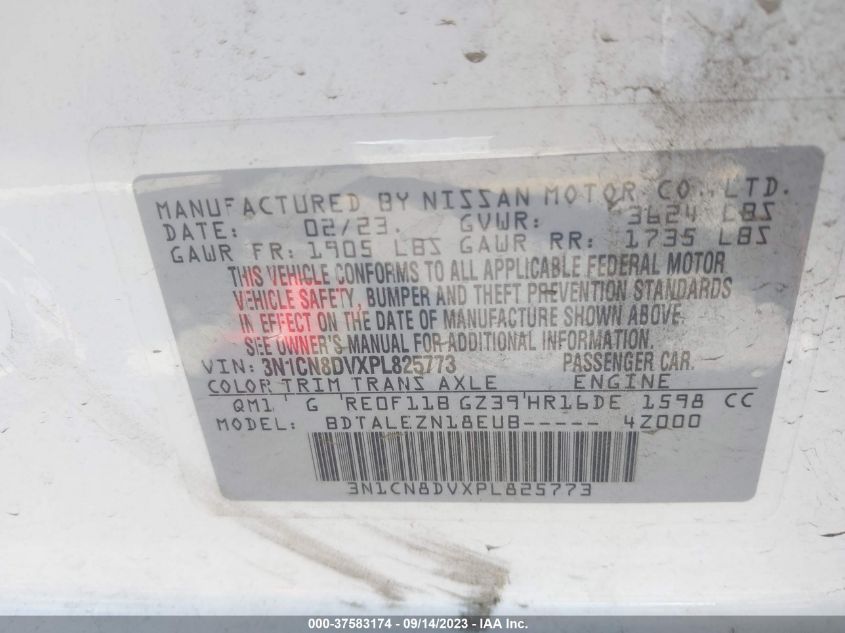 MANUFACTURED BY NISSAN MOTOR CO., LTD.
DATE: 02/23. GVWR: 3624 LBS
GAWR FR: 1905 LBS GAWR RR: 1735 LBS
THIS VEHICLE CONFORMS TO ALL APPLICABLE FEDERAL MOTOR
VEHICLE SAFETY, BUMPER AND THEFT PREVENTION STANDARDS
IN EFFECT ON THE DATE OF MANUFACTURE SHOWN ABOVE.
SEE OWNER'S MANUAL FOR ADDITIONAL INFORMATION.
VIN: 3N1CN8DVXPL825773 PASSENGER CAR.
COLOR TRIM TRANS AXLE ENGINE
QM1 G RE0F11B GZ39 HR16DE 1598 CC
MODEL: BDTALEZN18EUB----- 4Z000
3N1CN8DVXPL825773
000-37583174 - 09/14/2023 - IAA Inc.